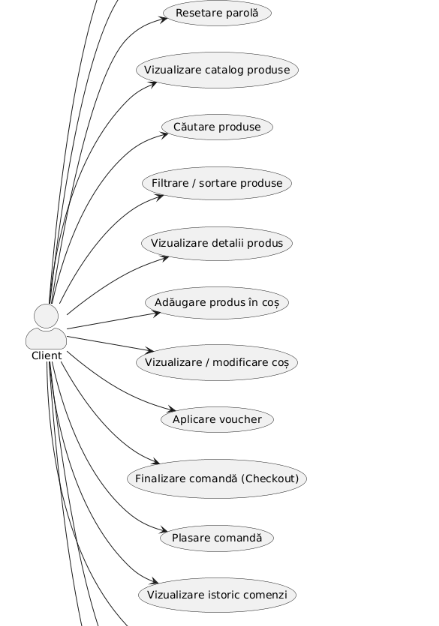 Resetare parolă
Vizualizare catalog produse
Căutare produse
Filtrare / sortare produse
Vizualizare detalii produs
Adăugare produs în coș
Client
Vizualizare / modificare coș
Aplicare voucher
Finalizare comandă (Checkout)
Plasare comandă
Vizualizare istoric comenzi